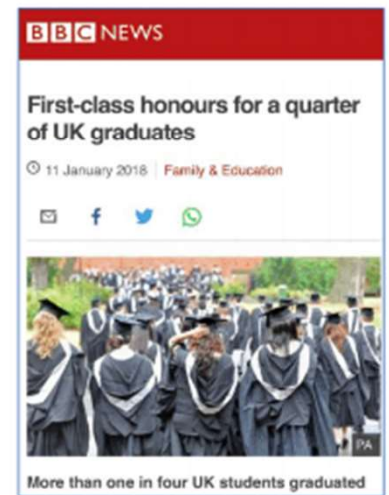 BBC NEWS
First-class honours for a quarter
of UK graduates
11 January 2018 Family & Education
PA
More than one in four UK students graduated